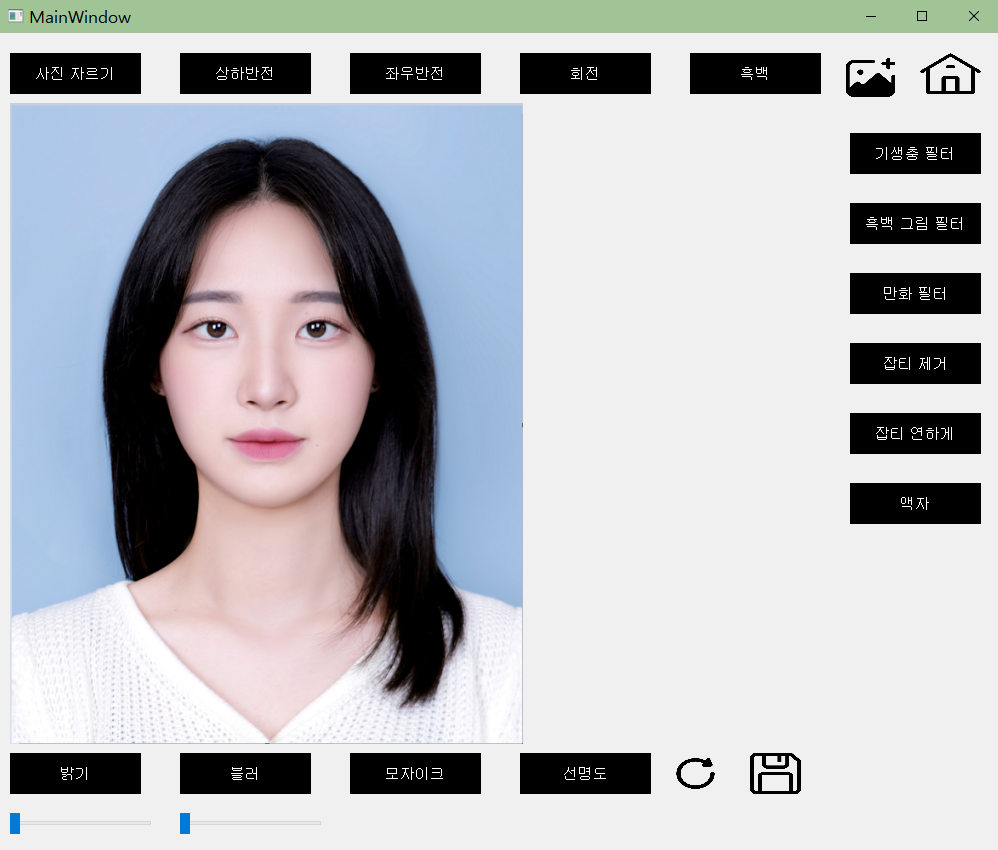 MainWindow
사진 자르기
상하반전
좌우반전
회전
흑백
기생충 필터
흑백 그림 필터
만화 필터
잡티 제거
잡티 연하게
액자
밝기
블러
모자이크
선명도